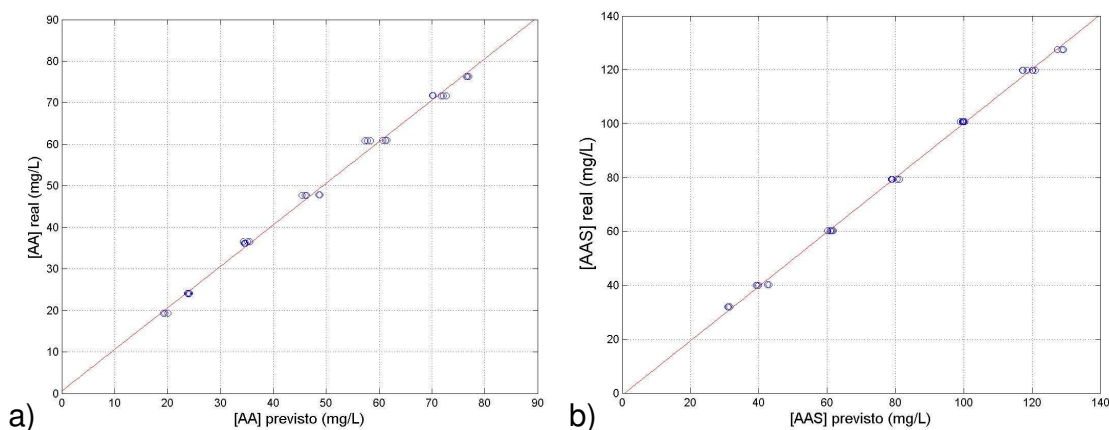 90
80
70
60
50
40
30
20
10
0
[AA] real (mg/L)
0 10 20 30 40 50 60 70 80 90
[AA] previsto (mg/L)
a)
140
120
100
80
60
40
20
0
[AAS] real (mg/L)
0 20 40 60 80 100 120 140
[AAS] previsto (mg/L)
b)